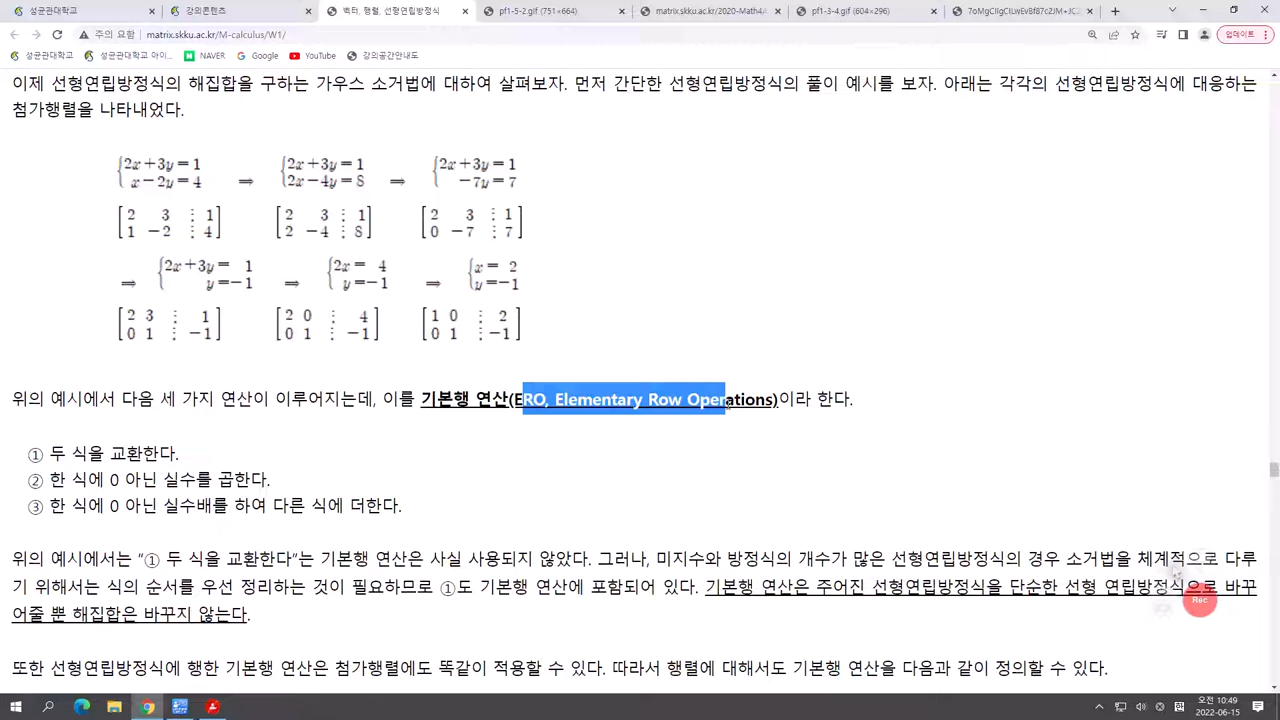 성균관대학교
강의콘텐츠
벡터, 행렬, 선형연립방정식
pf1-5-2.gif (751×664)
matrix.skku.ac.kr/2020-Math4A
pf1-3-4.gif (604×296)
주의 요함 | matrix.skku.ac.kr/M-calculus/W1/
업데이트
성균관대학교
성균관대학교 아이...
NAVER
Google
YouTube
강의공간안내도
이제 선형연립방정식의 해집합을 구하는 가우스 소거법에 대하여 살펴보자. 먼저 간단한 선형연립방정식의 풀이 예시를 보자. 아래는 각각의 선형연립방정식에 대응하는
첨가행렬을 나타내었다.
2x+3y=1 2x+3y=1 2x+3y=1
x-2y=4 ⇒ 2x-4y=8 ⇒ -7y=7
2 3 ⋮ 1 2 3 ⋮ 1 2 3 ⋮ 1
1 -2 ⋮ 4 2 -4 ⋮ 8 0 -7 ⋮ 7
2x+3y= 1 2x= 4 x= 2
⇒ y=-1 ⇒ y=-1 ⇒ y=-1
2 3 ⋮ 1 2 0 ⋮ 4 1 0 ⋮ 2
0 1 ⋮ -1 0 1 ⋮ -1 0 1 ⋮ -1
위의 예시에서 다음 세 가지 연산이 이루어지는데, 이를 기본행 연산(ERO, Elementary Row Operations)이라 한다.
① 두 식을 교환한다.
② 한 식에 0 아닌 실수를 곱한다.
③ 한 식에 0 아닌 실수배를 하여 다른 식에 더한다.
위의 예시에서는 “① 두 식을 교환한다”는 기본행 연산은 사실 사용되지 않았다. 그러나, 미지수와 방정식의 개수가 많은 선형연립방정식의 경우 소거법을 체계적으로 다루
기 위해서는 식의 순서를 우선 정리하는 것이 필요하므로 ①도 기본행 연산에 포함되어 있다. 기본행 연산은 주어진 선형연립방정식을 단순한 선형 연립방정식으로 바꾸
어줄 뿐 해집합은 바꾸지 않는다.
Rec
또한 선형연립방정식에 행한 기본행 연산은 첨가행렬에도 똑같이 적용할 수 있다. 따라서 행렬에 대해서도 기본행 연산을 다음과 같이 정의할 수 있다.
오전 10:49
2022-06-15